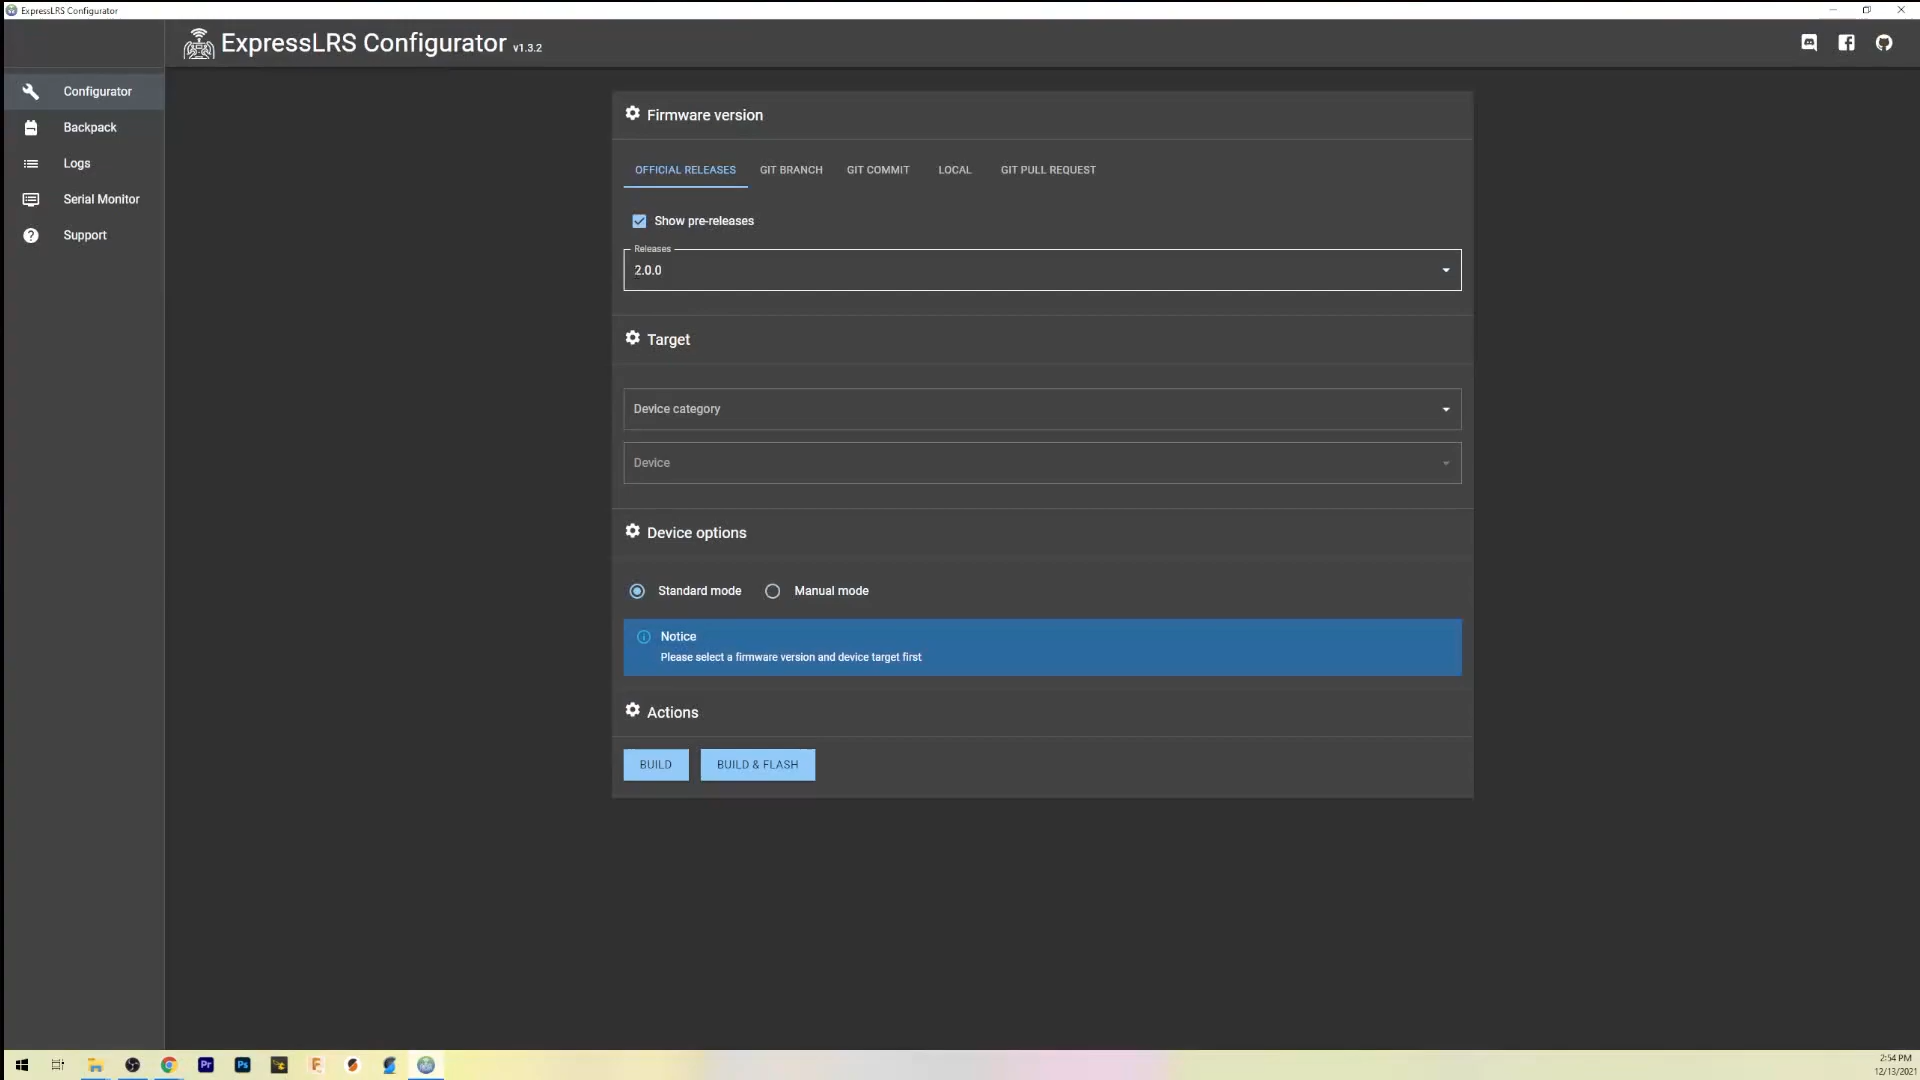 ExpressLRS Configurator
ExpressLRS Configurator v1.3.2
Configurator
Backpack
Logs
Serial Monitor
Support
Firmware version
OFFICIAL RELEASES GIT BRANCH GIT COMMIT LOCAL GIT PULL REQUEST
Show pre-releases
Releases
2.0.0
Target
Device category
Device
Device options
Standard mode Manual mode
Notice
Please select a firmware version and device target first
Actions
BUILD BUILD & FLASH
Pr Ps F
2:54 PM
12/13/2021